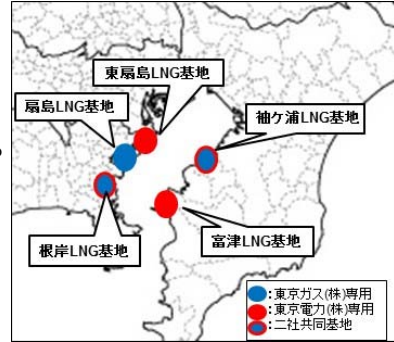 東扇島LNG基地
扇島LNG基地
袖ケ浦LNG基地
根岸LNG基地
富津LNG基地
:東京ガス(株)専用
:東京電力(株)専用
:二社共同基地